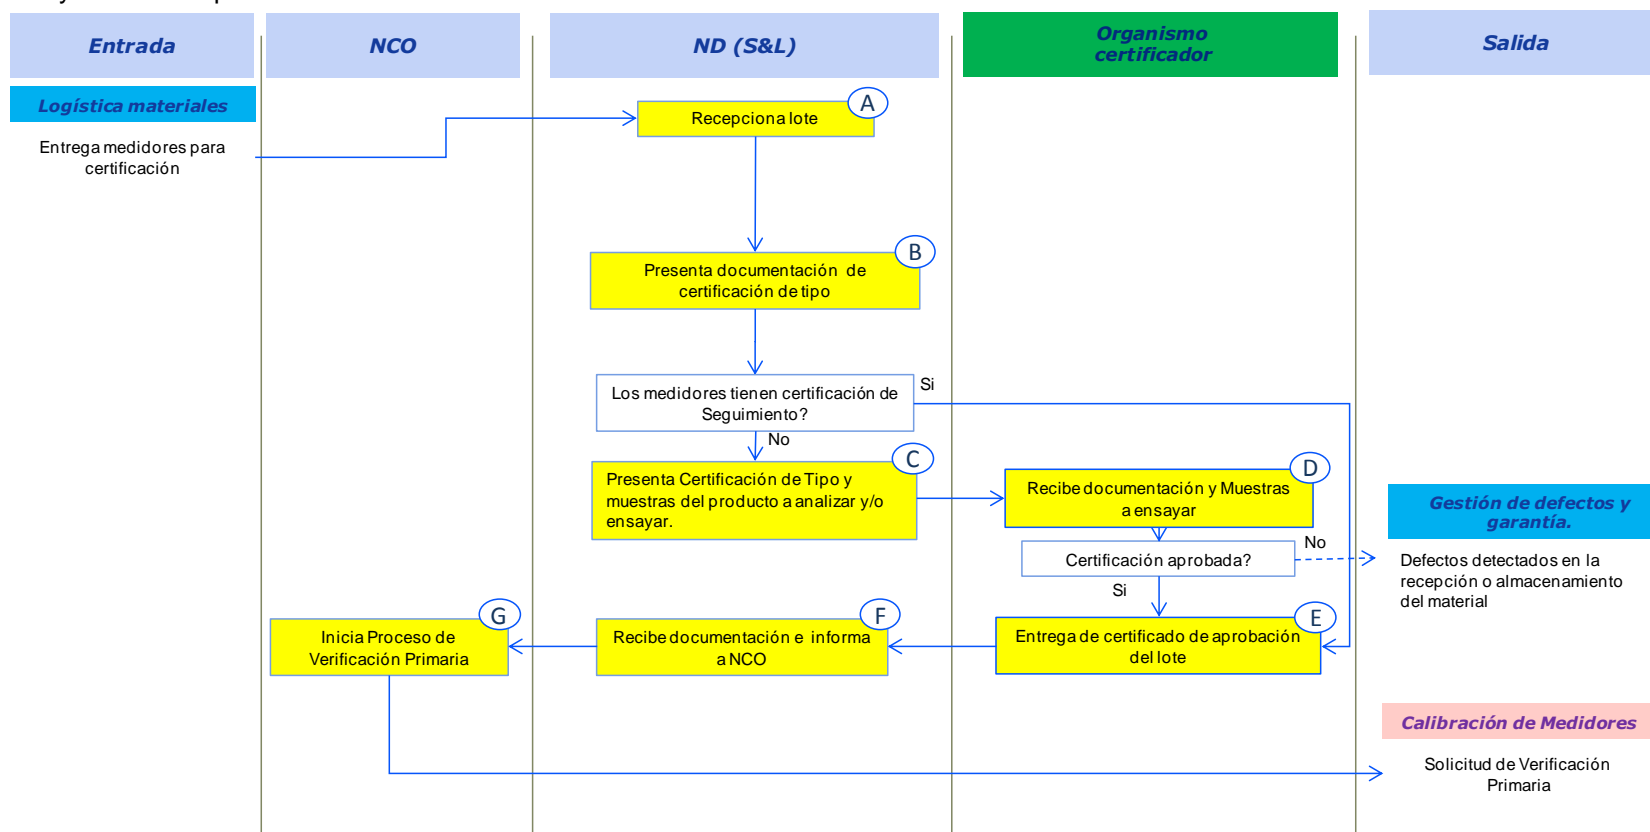 Entrada
NCO
ND (S&L)
Organismo
certificador
Salida
Logística materiales
Entrega medidores para
certificación
A
Recepciona lote
B
Presenta documentación de
certificación de tipo
Los medidores tienen certificación de
Seguimiento?
Si
No
C
Presenta Certificación de Tipo y
muestras del producto a analizar y/o
ensayar.
D
Recibe documentación y Muestras
a ensayar
Certificación aprobada?
No
Si
Gestión de defectos y
garantía.
Defectos detectados en la
recepción o almacenamiento
del material
E
Entrega de certificado de aprobación
del lote
F
Recibe documentación e informa
a NCO
G
Inicia Proceso de
Verificación Primaria
Calibración de Medidores
Solicitud de Verificación
Primaria